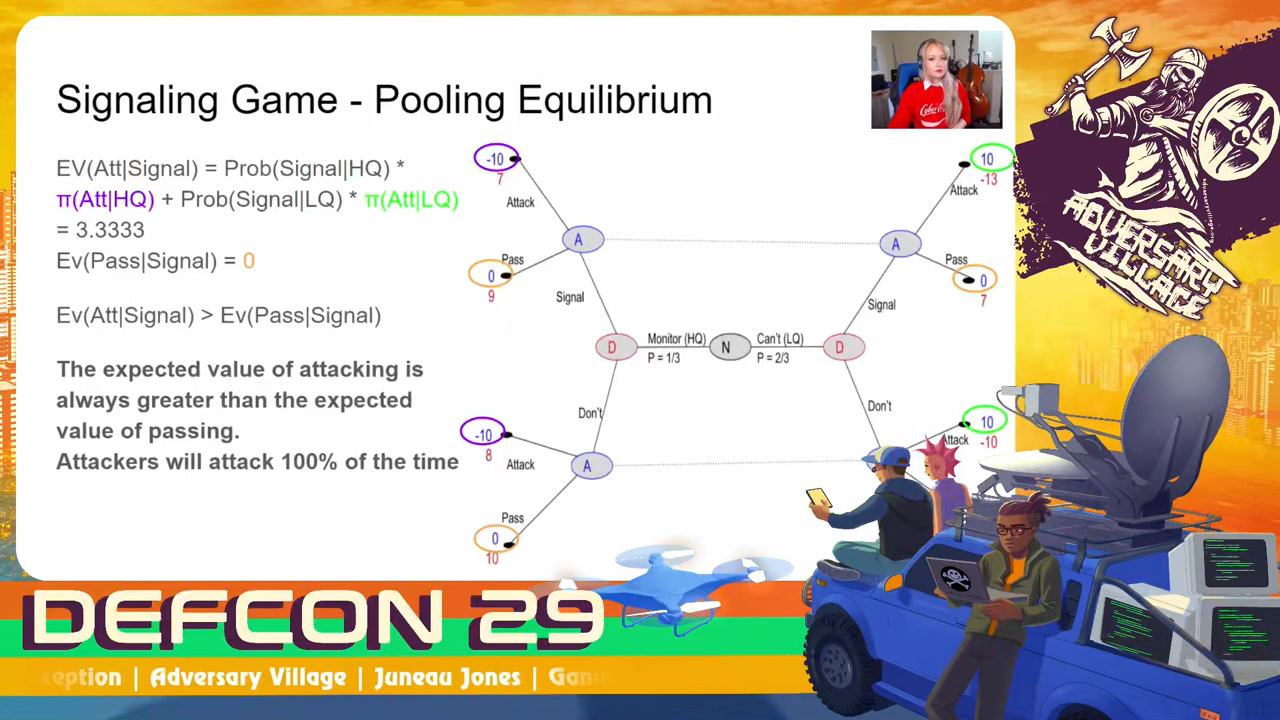 Signaling Game - Pooling Equilibrium
EV(Att|Signal) = Prob(Signal|HQ) *
π(Att|HQ) + Prob(Signal|LQ) * π(Att|LQ)
= 3.3333
Ev(Pass|Signal) = 0
Ev(Att|Signal) > Ev(Pass|Signal)
The expected value of attacking is
always greater than the expected
value of passing.
Attackers will attack 100% of the time
-10
7
Attack
A
Pass
0
9
Signal
10
-13
Attack
A
Pass
0
7
Signal
D
Monitor (HQ)
P = 1/3
N
Can't (LQ)
P = 2/3
D
Don't
Don't
-10
8
Attack
A
Pass
0
10
10
-10
Attack
ADVERSARY
VILLAGE
DEFCON 29
ception | Adversary Village | Juneau Jones | Gam